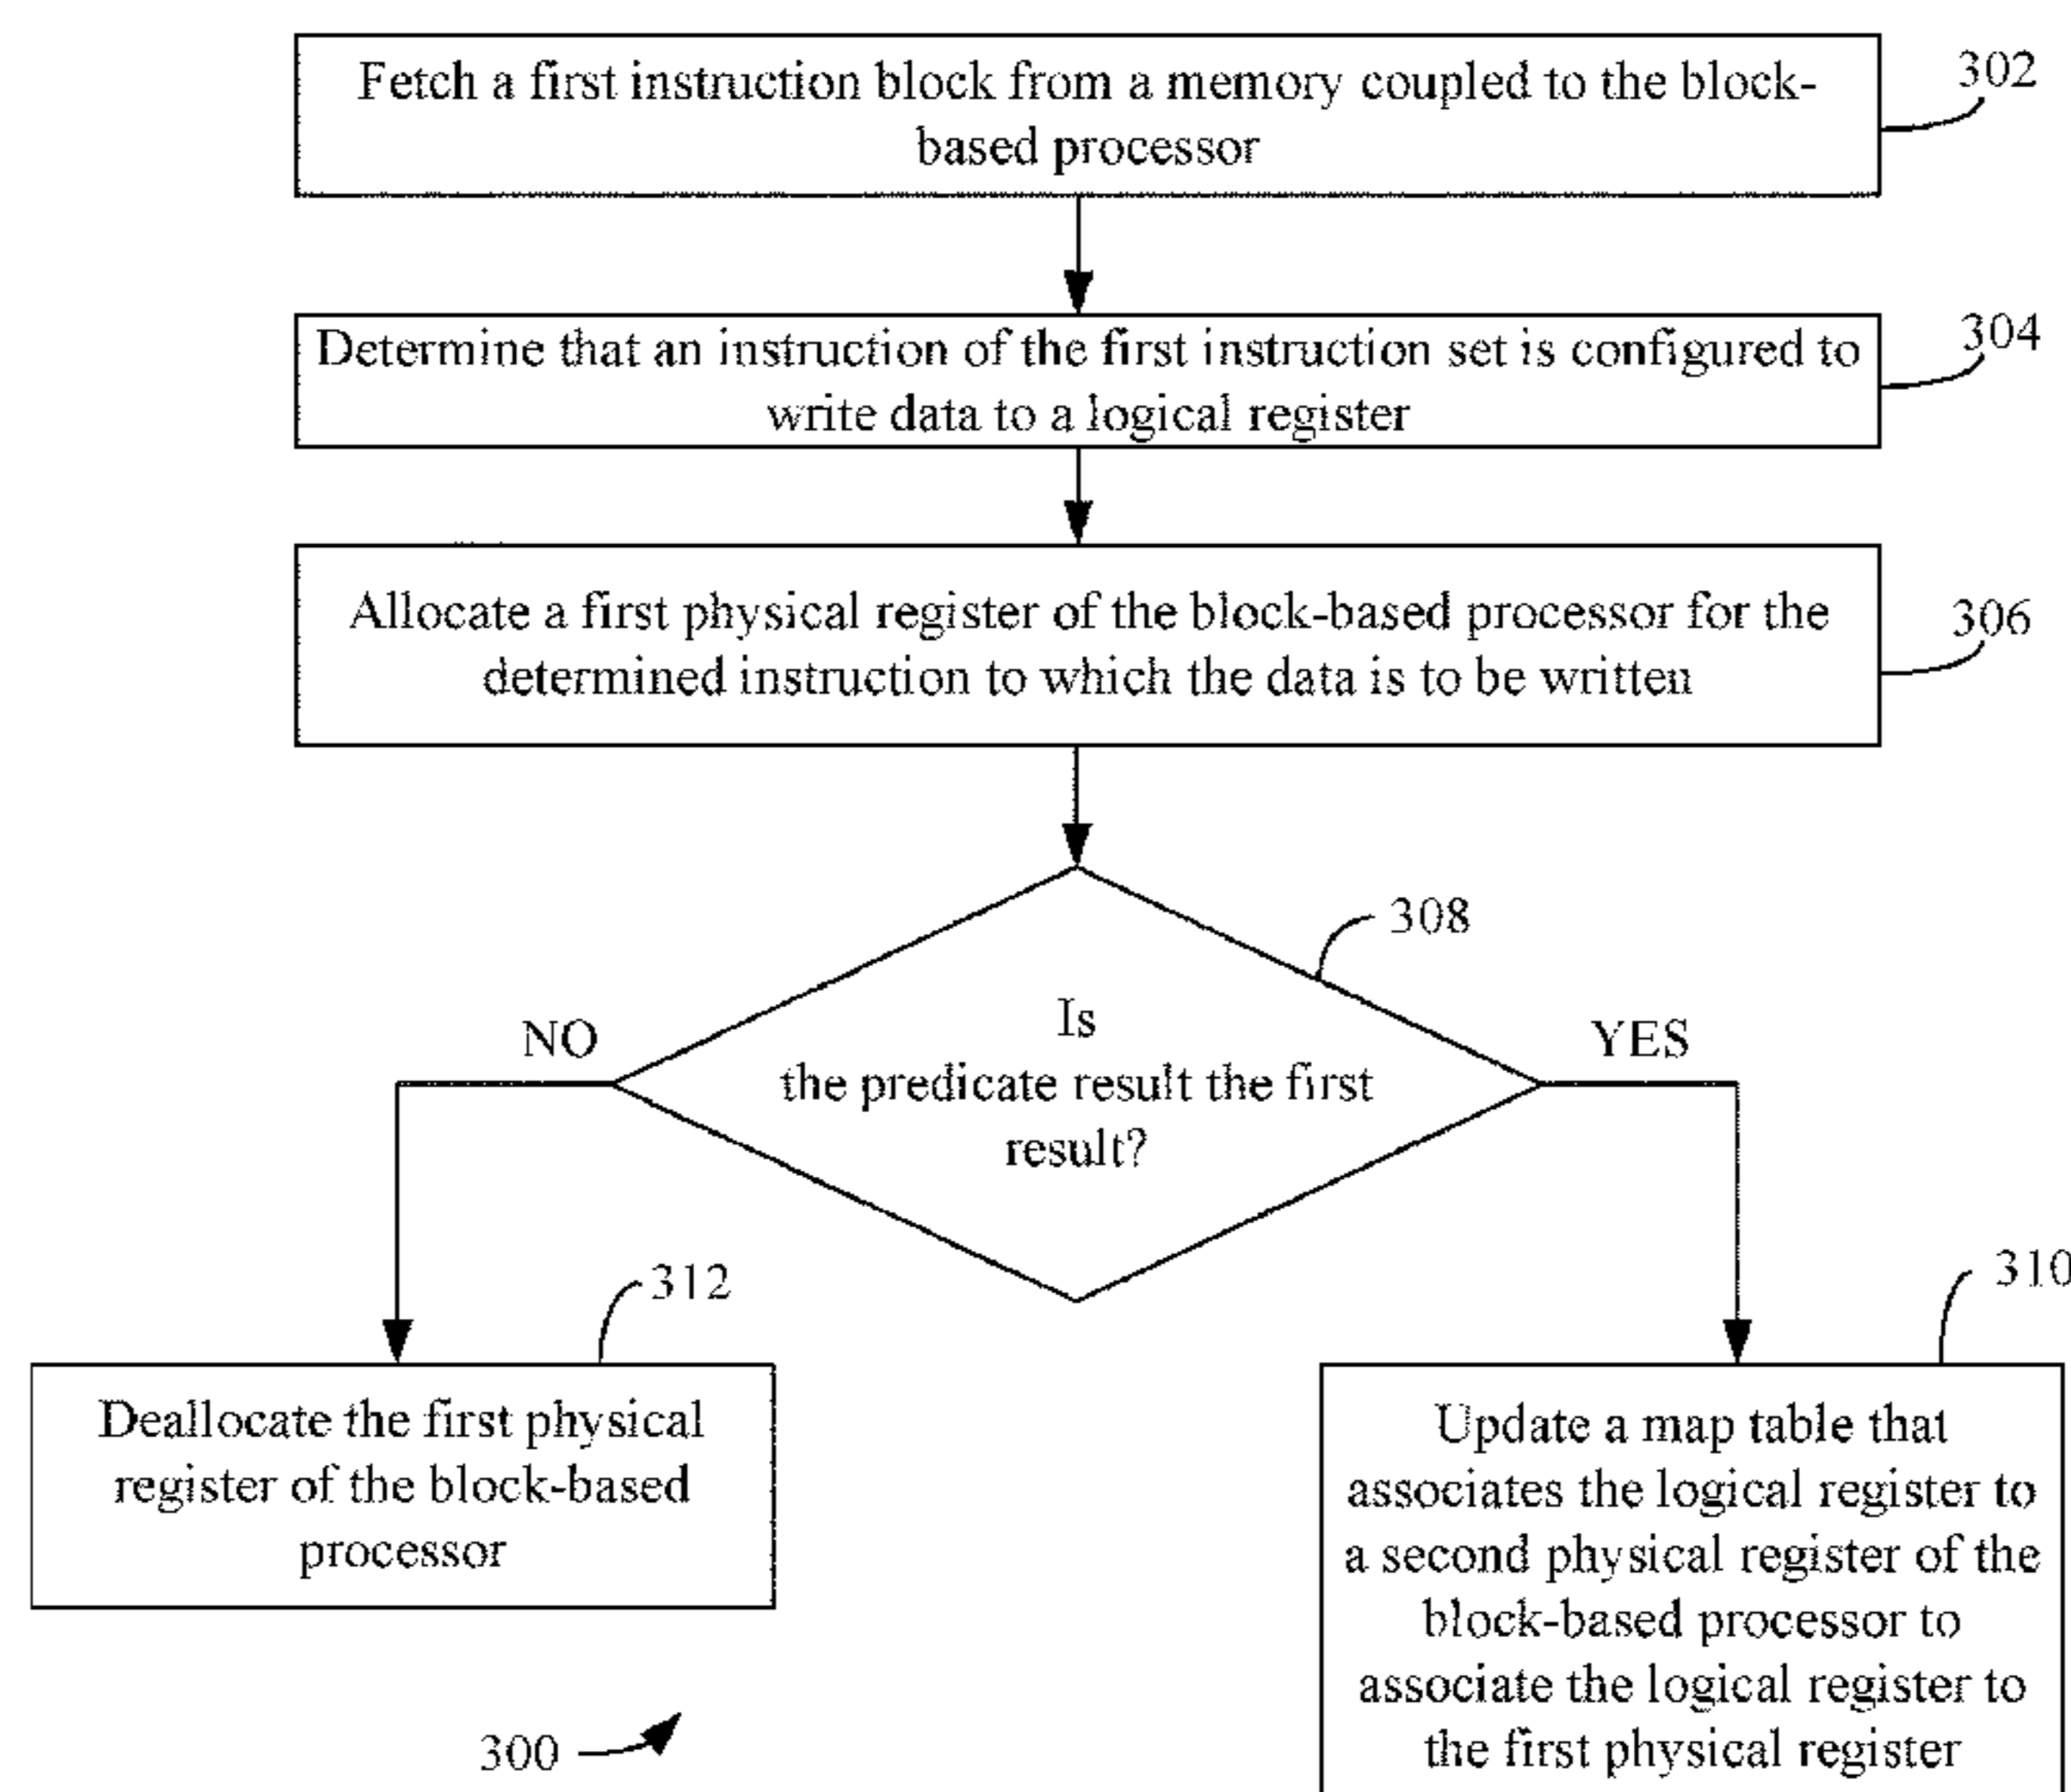 Fetch a first instruction block from a memory coupled to the block-
based processor
302
Determine that an instruction of the first instruction set is configured to
write data to a logical register
304
Allocate a first physical register of the block-based processor for the
determined instruction to which the data is to be written
306
308
Is
the predicate result the first
result?
NO
YES
312
310
Deallocate the first physical
register of the block-based
processor
Update a map table that
associates the logical register to
a second physical register of the
block-based processor to
associate the logical register to
the first physical register
300